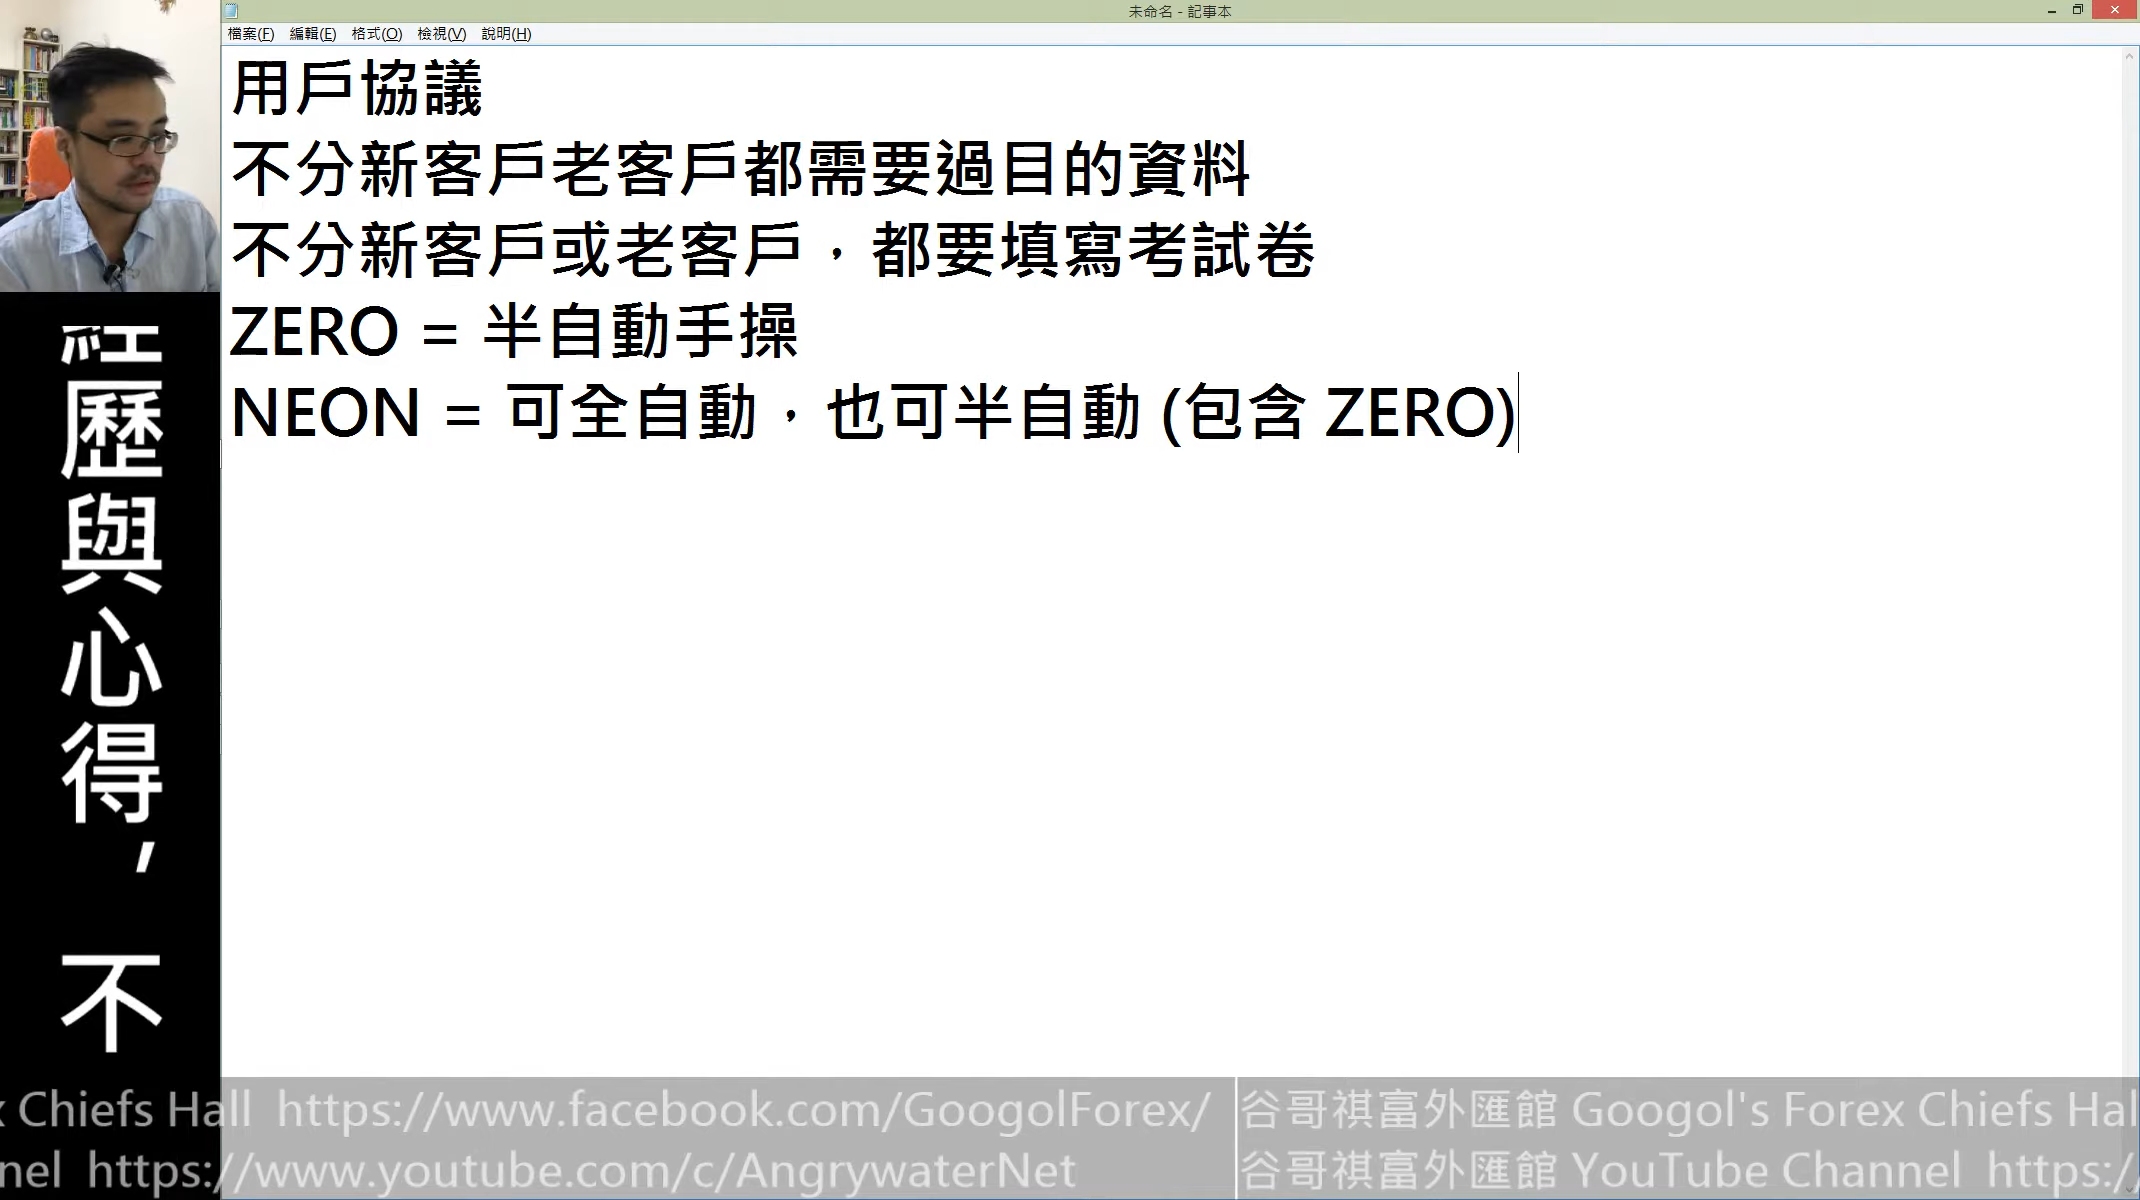 未命名 - 記事本
檔案(F) 編輯(E) 格式(O) 檢視(V) 說明(H)
用戶協議
不分新客戶老客戶都需要過目的資料
不分新客戶或老客戶，都要填寫考試卷
ZERO = 半自動手操
NEON = 可全自動，也可半自動 (包含 ZERO)
歷與心得， 不
x Chiefs Hall https://www.facebook.com/GoogolForex/ 谷哥祺富外匯館 Googol's Forex Chiefs Hal
nel https://www.youtube.com/c/AngrywaterNet 谷哥祺富外匯館 YouTube Channel https:/